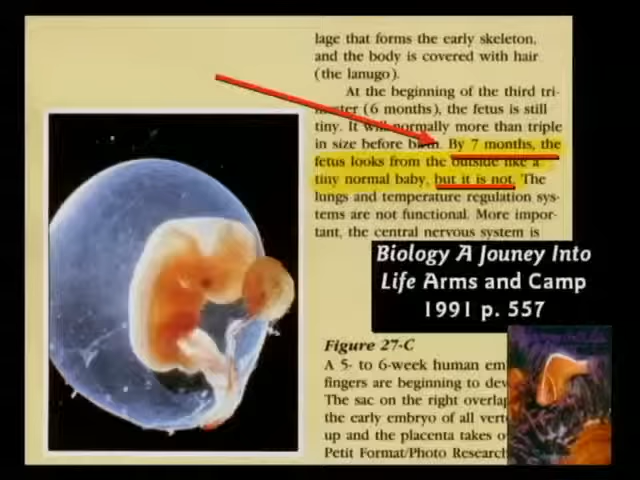 lage that forms the early skeleton,
and the body is covered with hair
(the lanugo).
At the beginning of the third tri-
(6 months), the fetus is still
tiny. It will normally more than triple
in size before birth. By 7 months, the
fetus looks from the outside like a
tiny normal baby, but it is not. The
lungs and temperature regulation sys-
tems are not functional. More impor-
tant, the central nervous system is
Biology A Jouney Into
Life Arms and Camp
1991 p. 557
Figure 27-C
A 5- to 6-week human em
fingers are beginning to dev
The sac on the right overlap
the early embryo of all vert
up and the placenta takes o
Petit Format/Photo Research